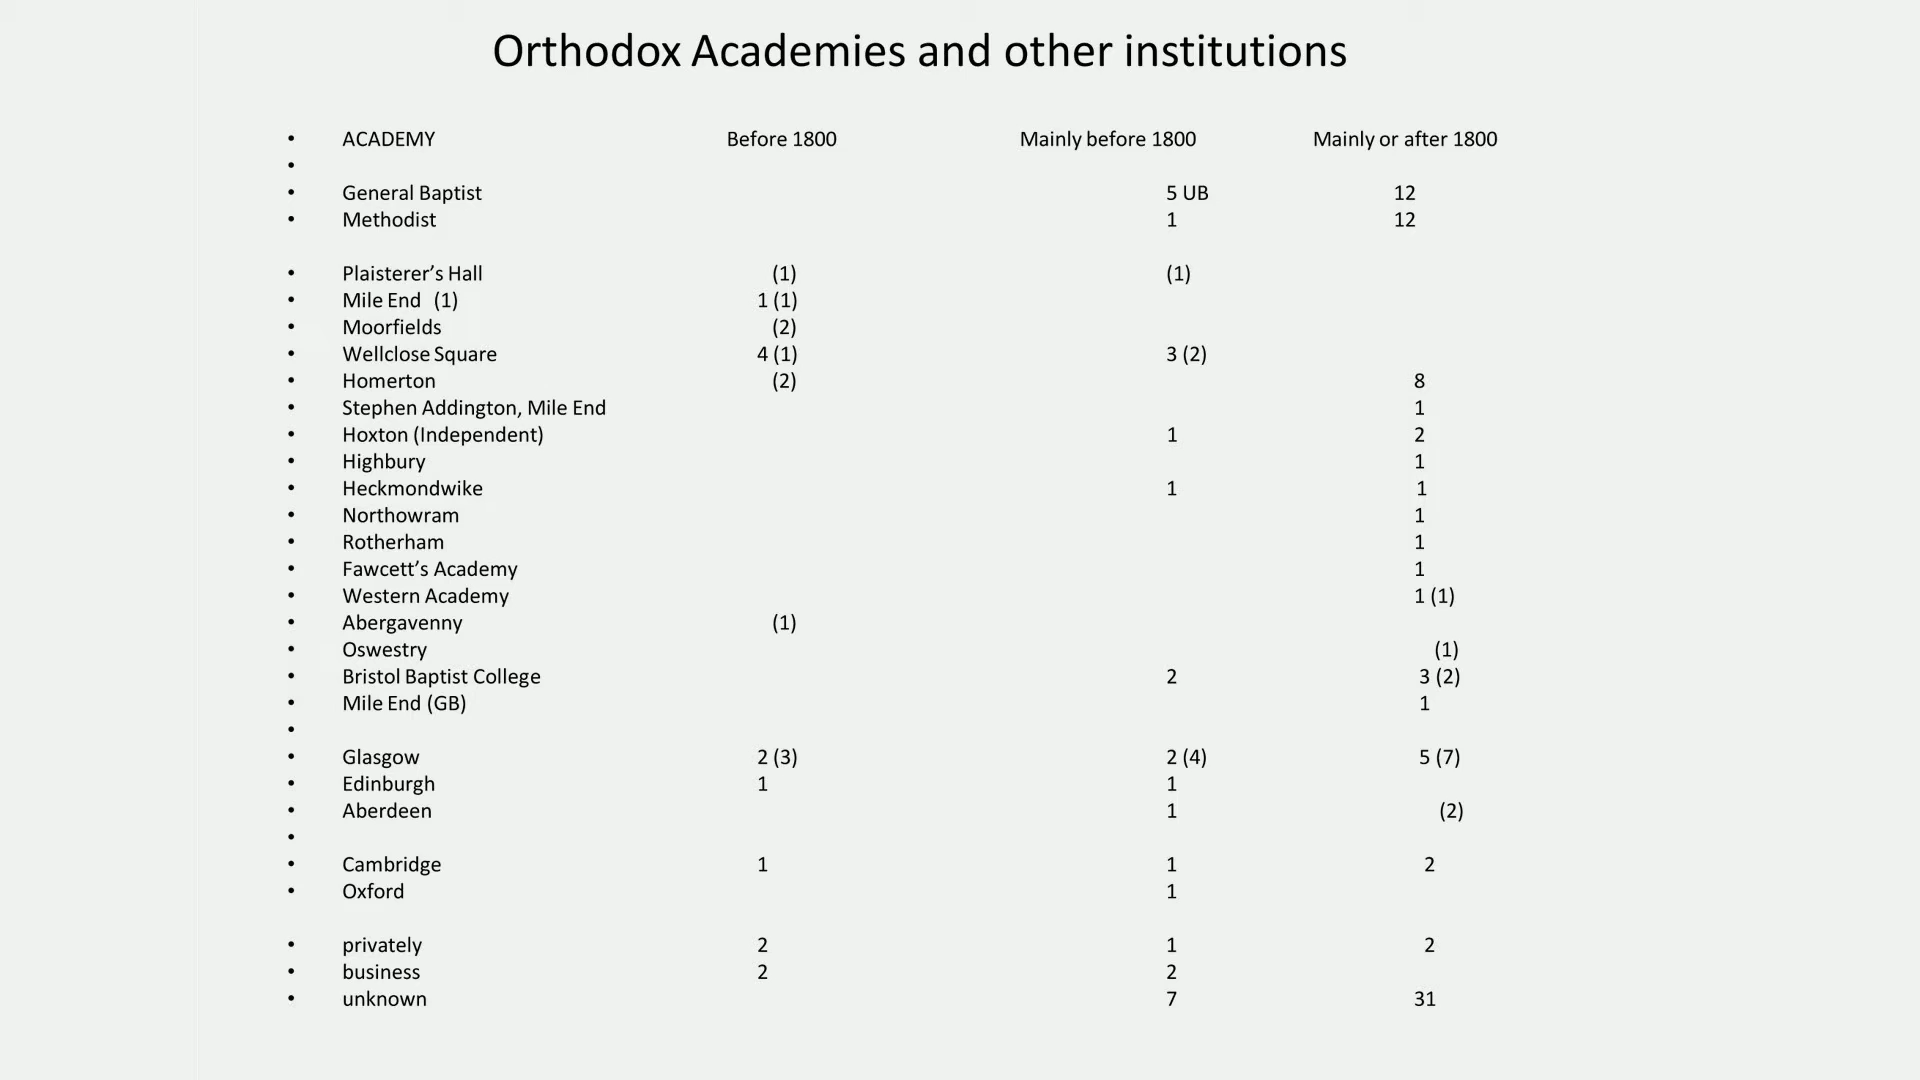 Orthodox Academies and other institutions
• ACADEMY Before 1800 Mainly before 1800 Mainly or after 1800
•
• General Baptist 5 UB 12
• Methodist 1 12
• Plaisterer’s Hall (1) (1)
• Mile End (1) 1 (1)
• Moorfields (2)
• Wellclose Square 4 (1) 3 (2)
• Homerton (2) 8
• Stephen Addington, Mile End 1
• Hoxton (Independent) 1 2
• Highbury 1
• Heckmondwike 1 1
• Northowram 1
• Rotherham 1
• Fawcett’s Academy 1
• Western Academy 1 (1)
• Abergavenny (1)
• Oswestry (1)
• Bristol Baptist College 2 3 (2)
• Mile End (GB) 1
•
• Glasgow 2 (3) 2 (4) 5 (7)
• Edinburgh 1 1
• Aberdeen 1 (2)
•
• Cambridge 1 1 2
• Oxford 1
• privately 2 1 2
• business 2 2
• unknown 7 31